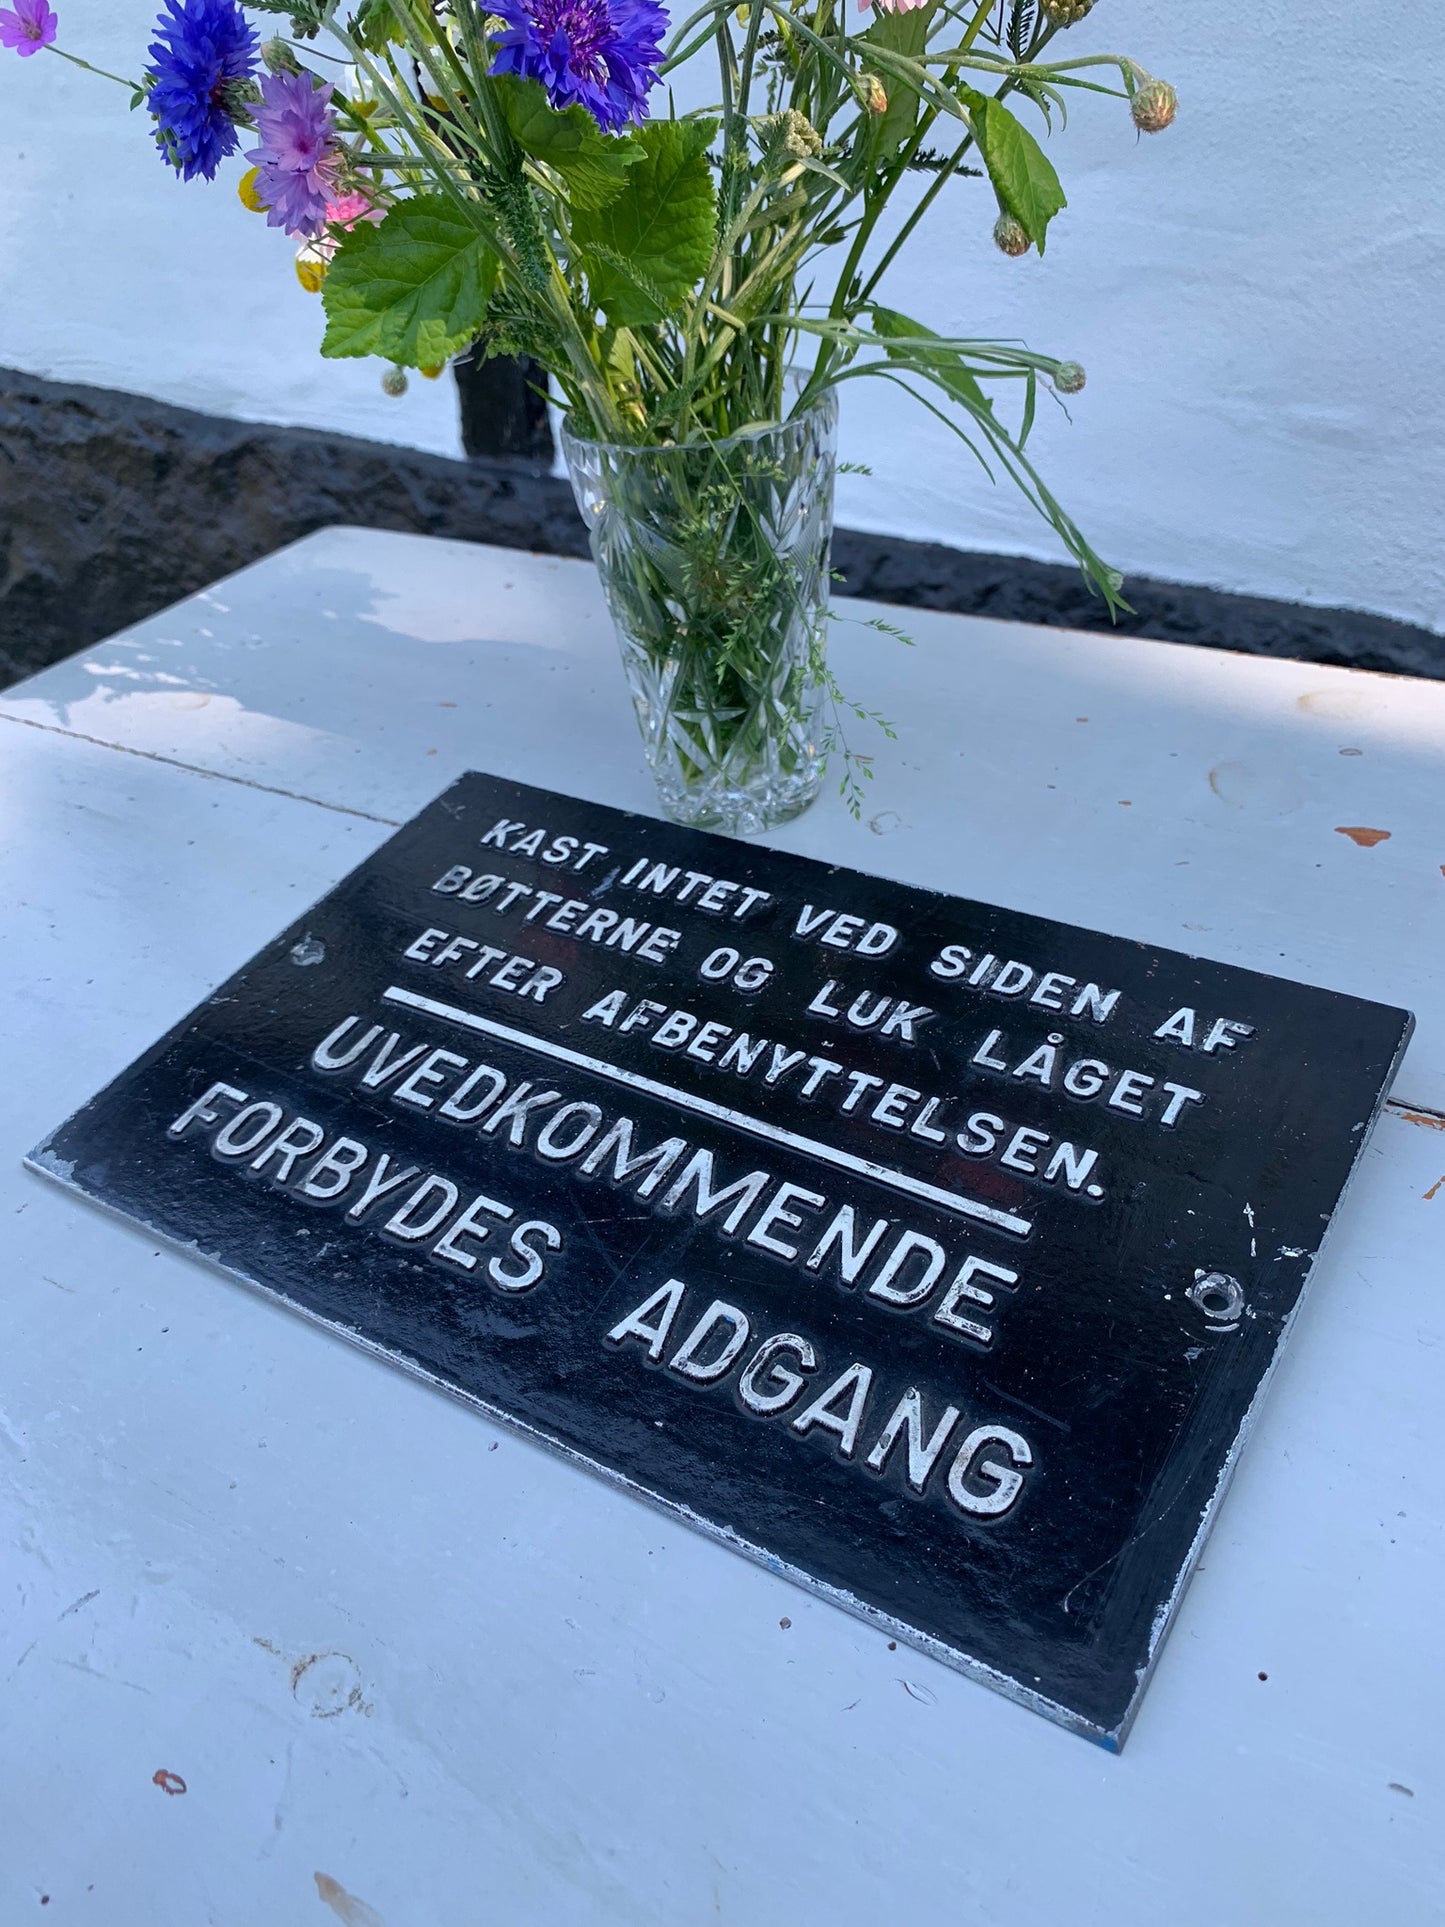 KAST INTET VED SIDEN AF
BØTTERNE OG LUK LÅGET
EFTER AFBENYTTELSEN.
UVEDKOMMENDE
FORBYDES ADGANG